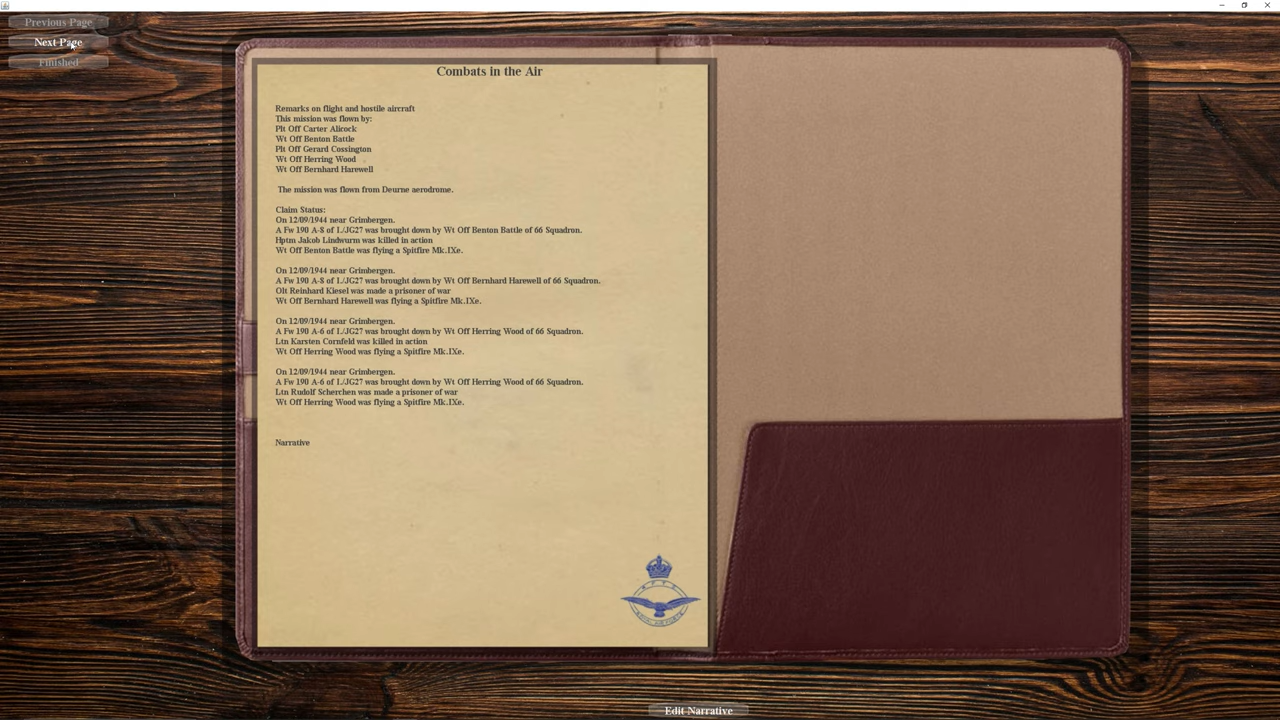 Previous Page
Next Page
Finished
Combats in the Air
Remarks on flight and hostile aircraft
This mission was flown by:
Plt Off Carter Alicock
Wt Off Benton Battle
Plt Off Gerard Cossington
Wt Off Herring Wood
Wt Off Bernhard Harewell
The mission was flown from Deurne aerodrome.
Claim Status:
On 12/09/1944 near Grimbergen.
A Fw 190 A-8 of 1./JG27 was brought down by Wt Off Benton Battle of 66 Squadron.
Hptm Jakob Lindwurm was killed in action
Wt Off Benton Battle was flying a Spitfire Mk.IXe.
On 12/09/1944 near Grimbergen.
A Fw 190 A-8 of 1./JG27 was brought down by Wt Off Bernhard Harewell of 66 Squadron.
Olt Reinhard Kiesel was made a prisoner of war
Wt Off Bernhard Harewell was flying a Spitfire Mk.IXe.
On 12/09/1944 near Grimbergen.
A Fw 190 A-6 of 1./JG27 was brought down by Wt Off Herring Wood of 66 Squadron.
Ltn Karsten Cornfeld was killed in action
Wt Off Herring Wood was flying a Spitfire Mk.IXe.
On 12/09/1944 near Grimbergen.
A Fw 190 A-6 of 1./JG27 was brought down by Wt Off Herring Wood of 66 Squadron.
Ltn Rudolf Scherchen was made a prisoner of war
Wt Off Herring Wood was flying a Spitfire Mk.IXe.
Narrative
Edit Narrative